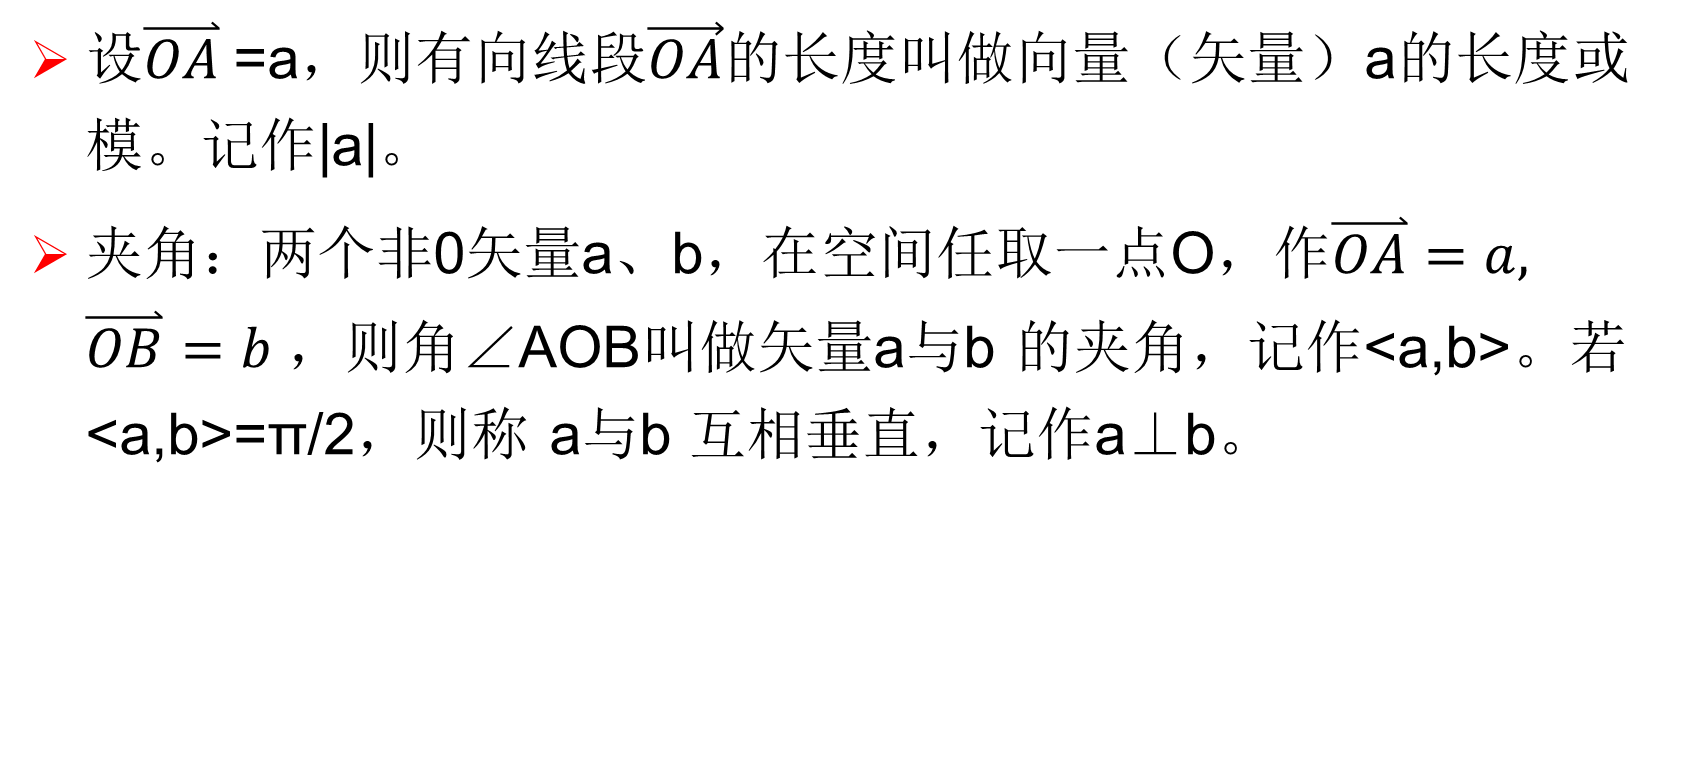 设$\overrightarrow{OA}$ =a，则有向线段$\overrightarrow{OA}$的长度叫做向量（矢量）a的长度或
模。记作|a|。
夹角：两个非0矢量a、b，在空间任取一点O，作$\overrightarrow{OA}=a,$
$\overrightarrow{OB}=b$ ，则角∠AOB叫做矢量a与b 的夹角，记作<a,b>。若
<a,b>=π/2，则称 a与b 互相垂直，记作a⊥b。